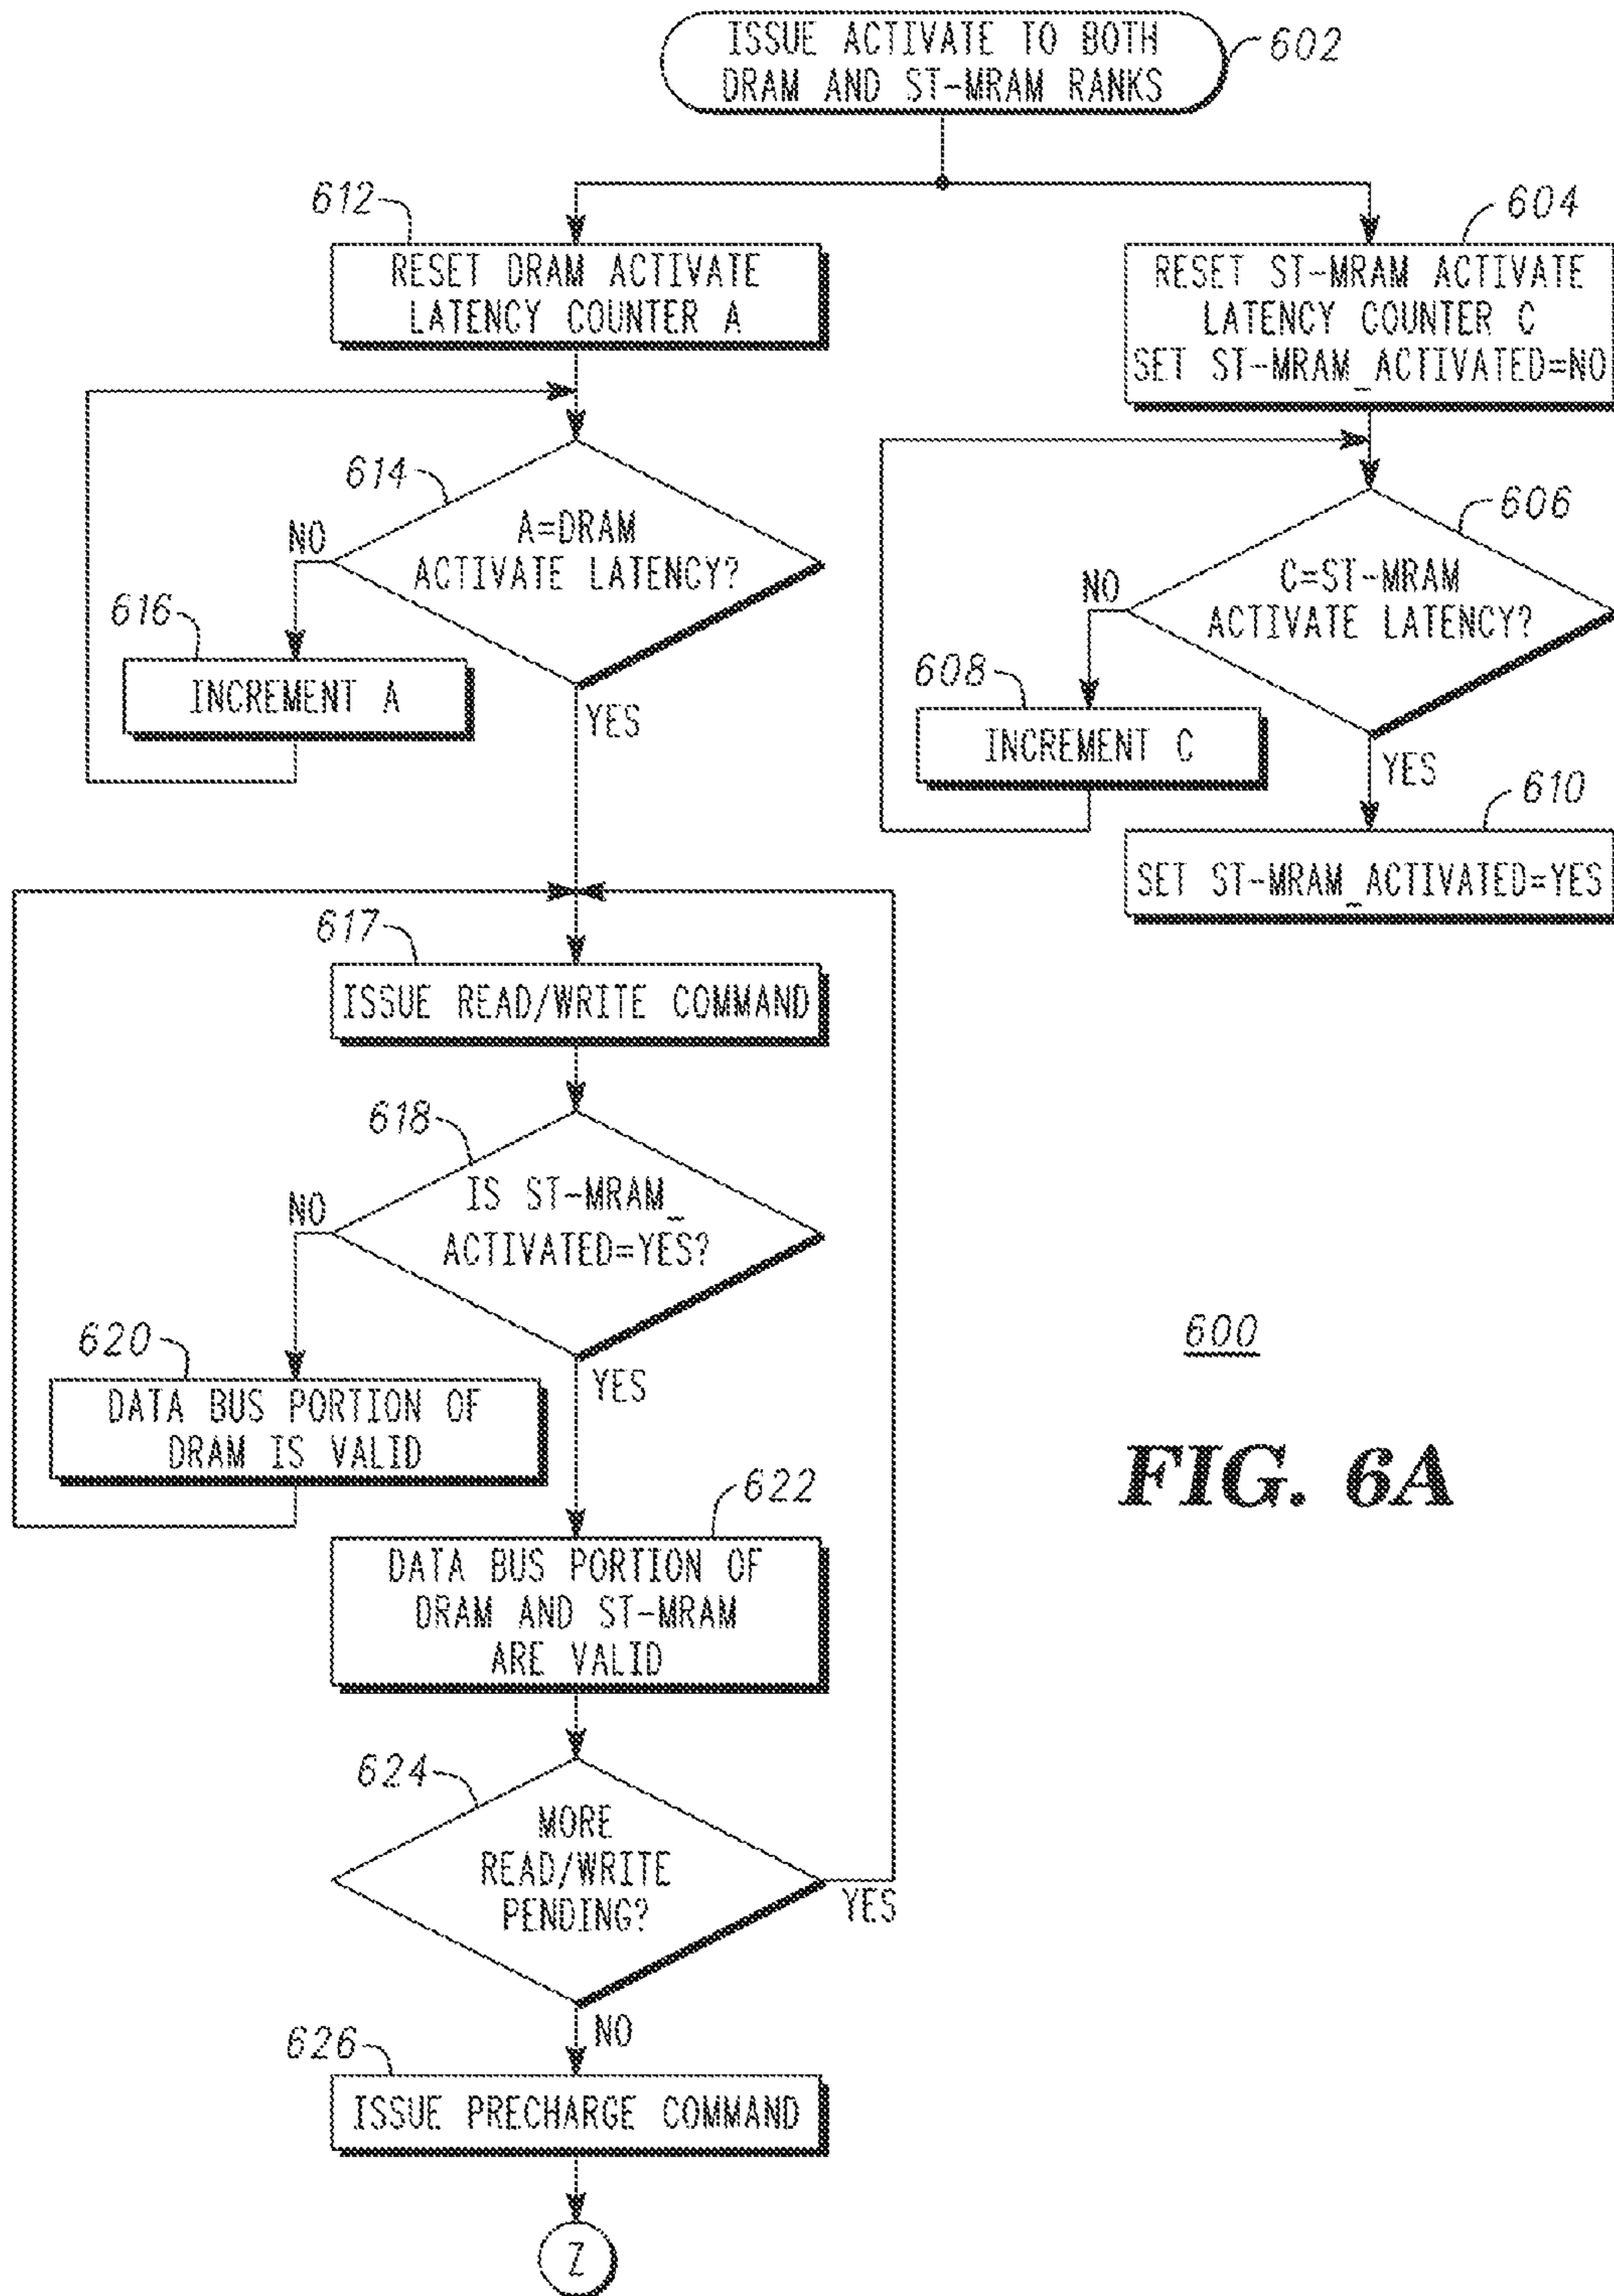 ISSUE ACTIVATE TO BOTH
DRAM AND ST-MRAM RANKS
602
612
RESET DRAM ACTIVATE
LATENCY COUNTER A
604
RESET ST-MRAM ACTIVATE
LATENCY COUNTER C
SET ST-MRAM_ACTIVATED=NO
614
A=DRAM
ACTIVATE LATENCY?
NO
YES
616
INCREMENT A
606
C=ST-MRAM
ACTIVATE LATENCY?
NO
YES
608
INCREMENT C
610
SET ST-MRAM_ACTIVATED=YES
617
ISSUE READ/WRITE COMMAND
618
IS ST-MRAM_
ACTIVATED=YES?
NO
YES
620
DATA BUS PORTION OF
DRAM IS VALID
622
DATA BUS PORTION OF
DRAM AND ST-MRAM
ARE VALID
624
MORE
READ/WRITE
PENDING?
YES
NO
626
ISSUE PRECHARGE COMMAND
Z
600
FIG. 6A